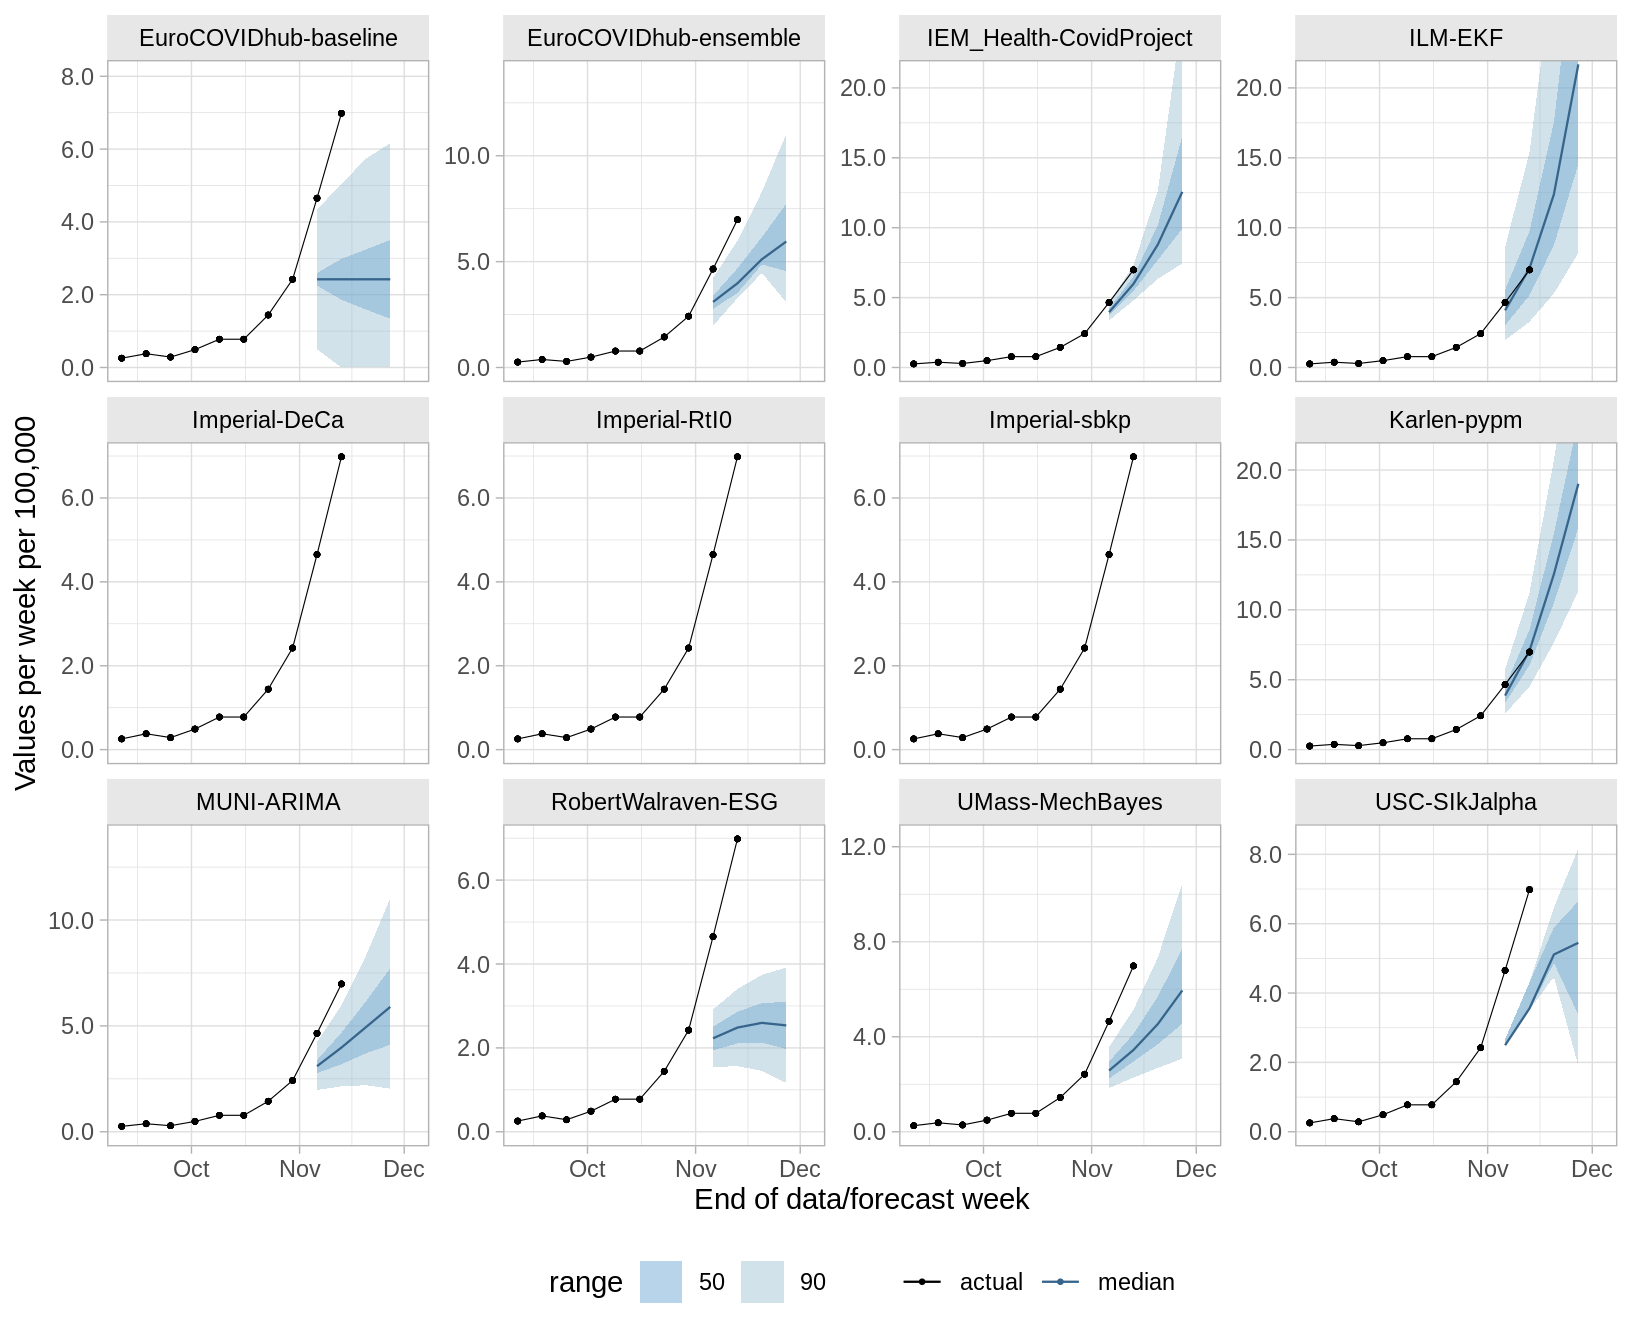 EuroCOVIDhub-baseline EuroCOVIDhub-ensemble IEM_Health-CovidProject ILM-EKF
8.0 20.0 20.0
6.0 10.0 15.0 15.0
4.0 10.0 10.0
2.0 5.0 5.0 5.0
0.0 0.0 0.0 0.0
Imperial-DeCa Imperial-RtI0 Imperial-sbkp Karlen-pypm
6.0 6.0 6.0 20.0
4.0 4.0 4.0 15.0
10.0
2.0 2.0 2.0 5.0
0.0 0.0 0.0 0.0
Values per week per 100,000
MUNI-ARIMA RobertWalraven-ESG UMass-MechBayes USC-SIkJalpha
12.0 8.0
10.0 6.0 8.0 6.0
4.0 4.0
5.0 2.0 4.0 2.0
0.0 0.0 0.0 0.0
Oct Nov Dec Oct Nov Dec Oct Nov Dec Oct Nov Dec
End of data/forecast week
range 50 90 actual median